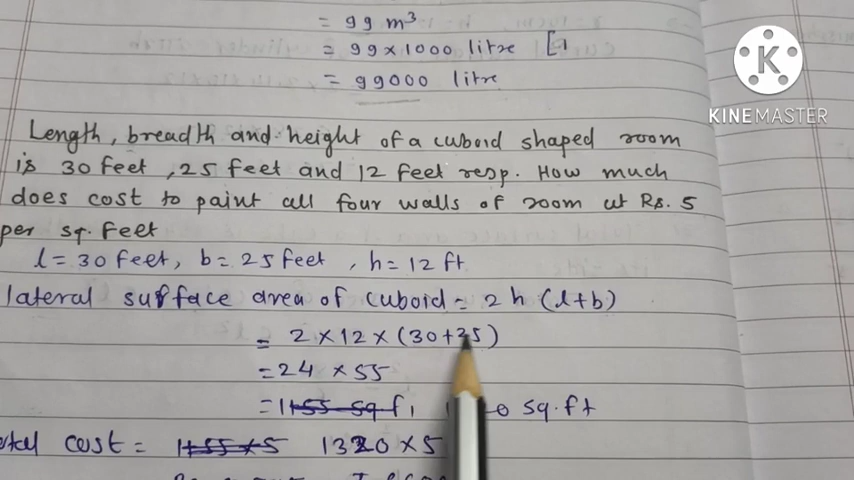 = 99 m³
= 99×1000 litre [
= 99000 litre
K
KINEMASTER
Length, breadth and height of a cuboid shaped room
is 30 feet, 25 feet and 12 feet resp. How much
does cost to paint all four walls of room at Rs. 5
per sq. feet
l = 30 feet, b = 25 feet, h = 12 ft
lateral surface area of cuboid = 2 h (l+b)
= 2 × 12 × (30+25)
= 24 × 55
= sq.ft
cost = 1320 × 5